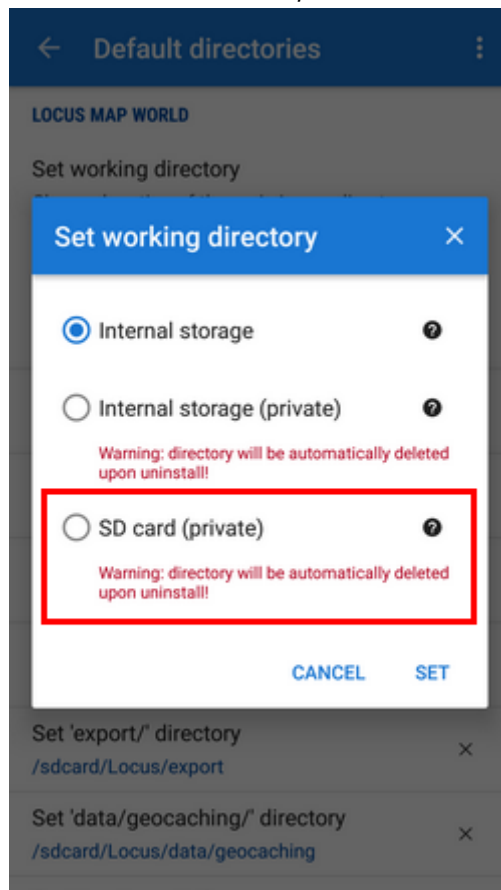 Default directories
LOCUS MAP WORLD
Set working directory
Set working directory
Internal storage
Internal storage (private)
Warning: directory will be automatically deleted
upon uninstall!
SD card (private)
Warning: directory will be automatically deleted
upon uninstall!
CANCEL SET
Set 'export/' directory
/sdcard/Locus/export
Set 'data/geocaching/' directory
/sdcard/Locus/data/geocaching